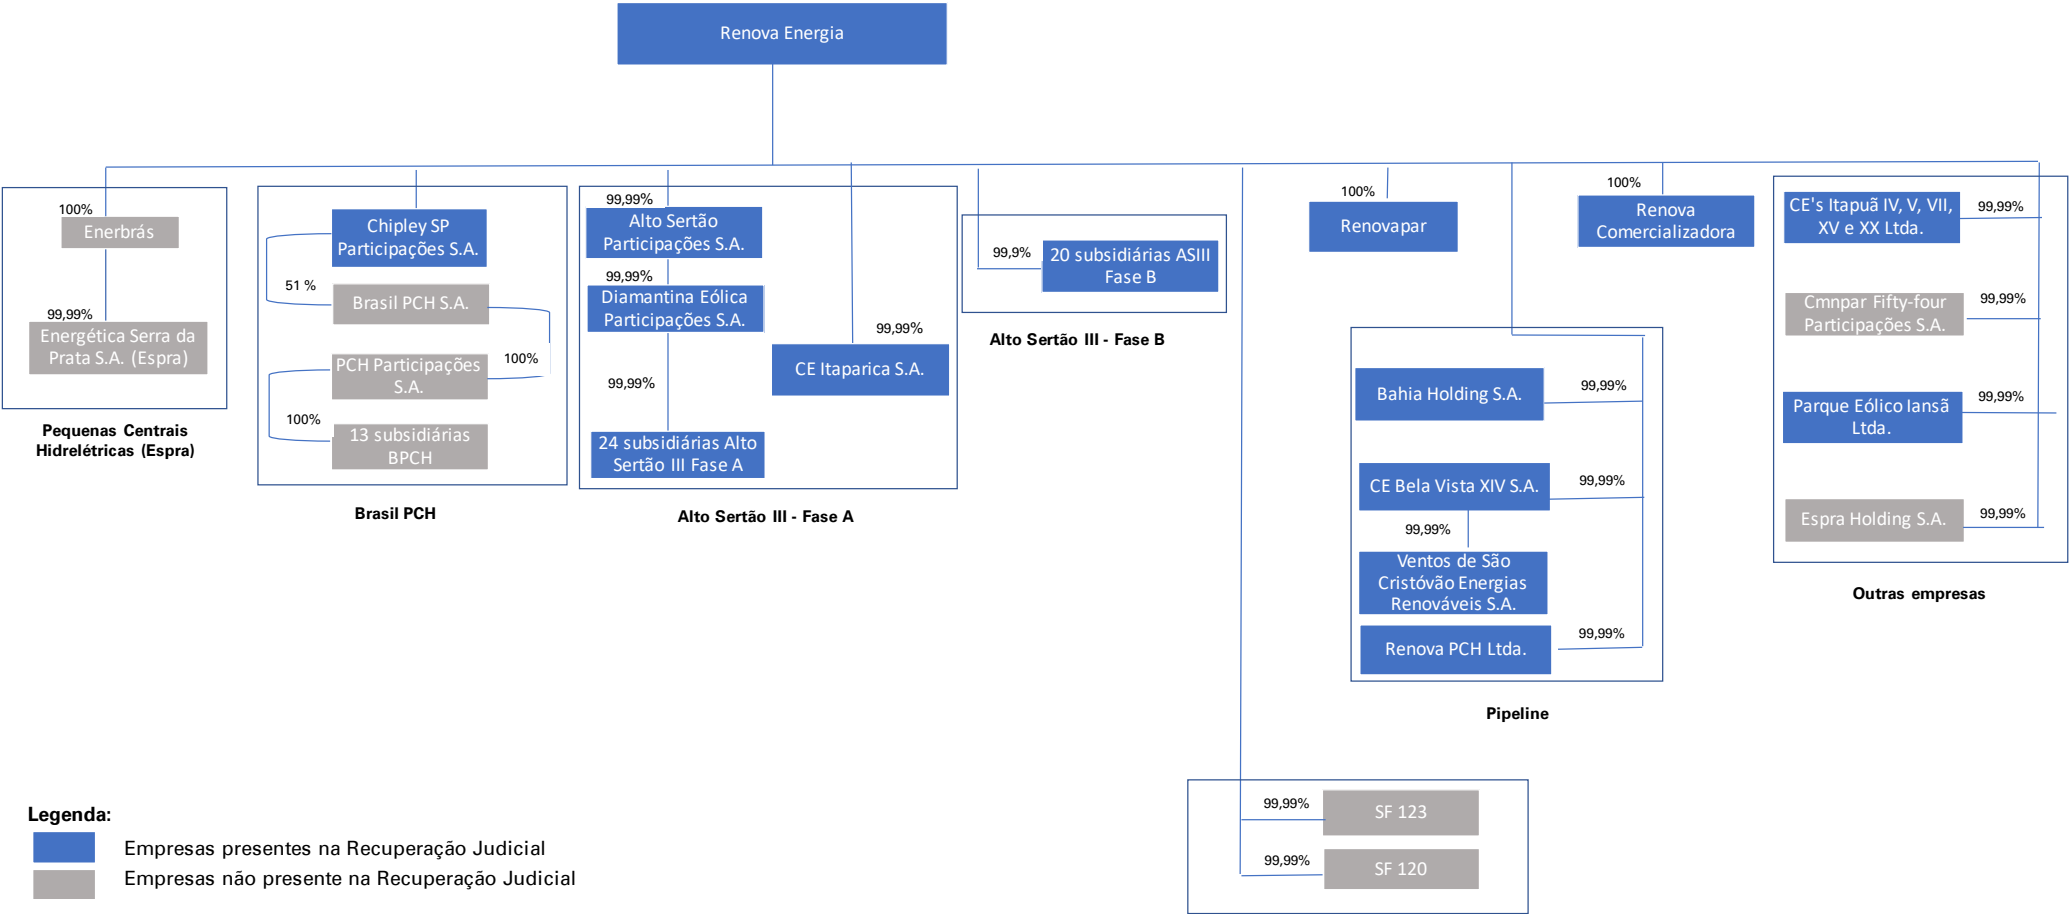 Renova Energia
100%
Enerbrás
99,99%
Energética Serra da
Prata S.A. (Espra)
Pequenas Centrais
Hidrelétricas (Espra)
Chipley SP
Participações S.A.
51 %
Brasil PCH S.A.
100%
PCH Participações
S.A.
100%
13 subsidiárias
BPCH
Brasil PCH
99,99%
Alto Sertão
Participações S.A.
99,99%
Diamantina Eólica
Participações S.A.
99,99%
24 subsidiárias Alto
Sertão III Fase A
99,99%
CE Itaparica S.A.
Alto Sertão III - Fase A
99,9%
20 subsidiárias ASIII
Fase B
Alto Sertão III - Fase B
100%
Renovapar
100%
Renova
Comercializadora
Bahia Holding S.A.
99,99%
CE Bela Vista XIV S.A.
99,99%
99,99%
Ventos de São
Cristóvão Energias
Renováveis S.A.
Renova PCH Ltda.
99,99%
Pipeline
CE's Itapuã IV, V, VII,
XV e XX Ltda.
99,99%
Cmnpar Fifty-four
Participações S.A.
99,99%
Parque Eólico Iansã
Ltda.
99,99%
Espra Holding S.A.
99,99%
Outras empresas
99,99%
SF 123
99,99%
SF 120
Legenda:
Empresas presentes na Recuperação Judicial
Empresas não presente na Recuperação Judicial